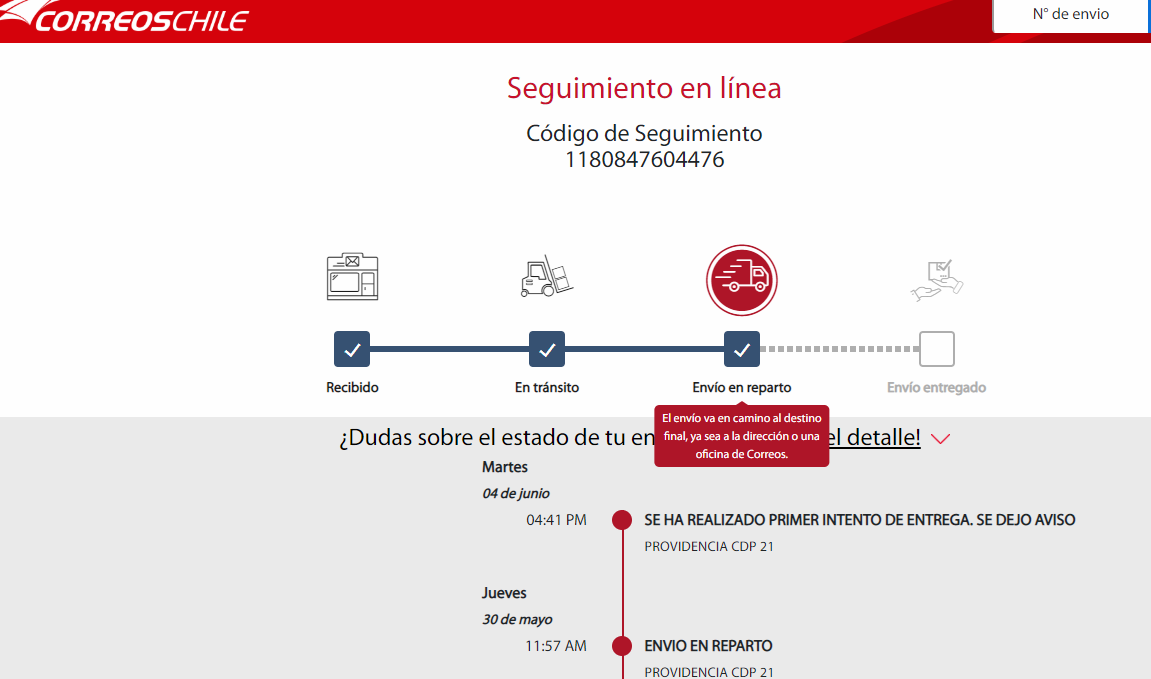 CORREOSCHILE
N° de envio
Seguimiento en línea
Código de Seguimiento
1180847604476
Recibido
En tránsito
Envío en reparto
Envío entregado
El envío va en camino al destino
final, ya sea a la dirección o una
oficina de Correos.
¿Dudas sobre el estado de tu en el detalle!
Martes
04 de junio
04:41 PM
SE HA REALIZADO PRIMER INTENTO DE ENTREGA. SE DEJO AVISO
PROVIDENCIA CDP 21
Jueves
30 de mayo
11:57 AM
ENVIO EN REPARTO
PROVIDENCIA CDP 21